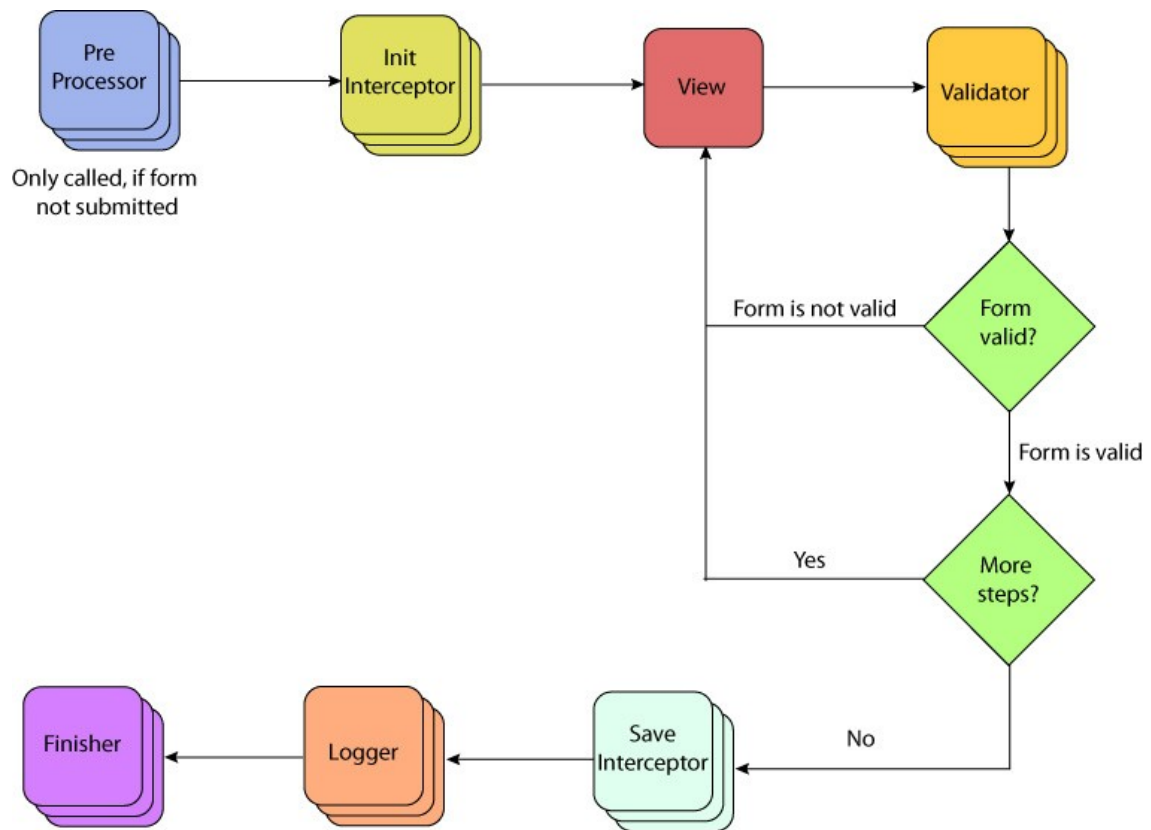 Pre
Processor
Init
Interceptor
View
Validator
Only called, if form
not submitted
Form is not valid
Form
valid?
Form is valid
Yes
More
steps?
Finisher
Logger
Save
Interceptor
No